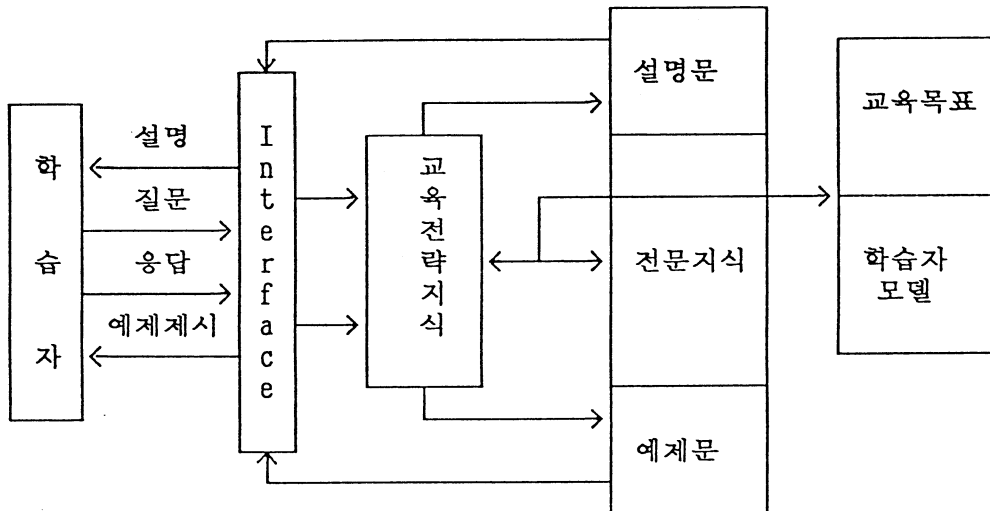 학습자
설명
질문
응답
예제제시
Interface
교육전략지식
설명문
전문지식
예제문
교육목표
학습자
모델